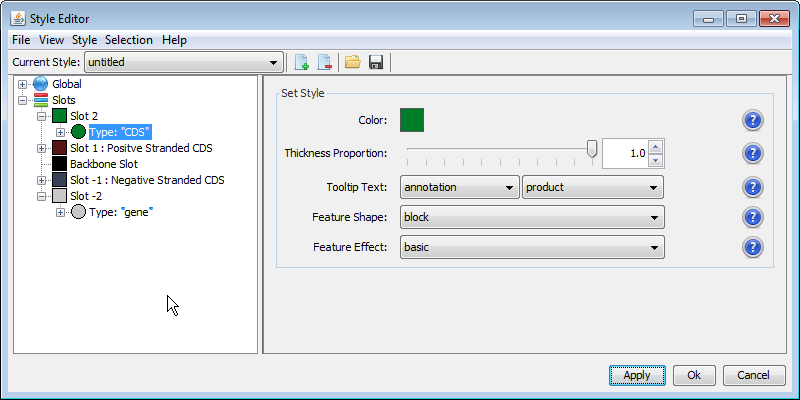 Style Editor
File View Style Selection Help
Current Style: untitled
Global
Slots
Slot 2
Type: "CDS"
Slot 1 : Positve Stranded CDS
Backbone Slot
Slot -1 : Negative Stranded CDS
Slot -2
Type: "gene"
Set Style
Color: ?
Thickness Proportion: 1.0 ?
Tooltip Text: annotation product ?
Feature Shape: block ?
Feature Effect: basic ?
Apply Ok Cancel